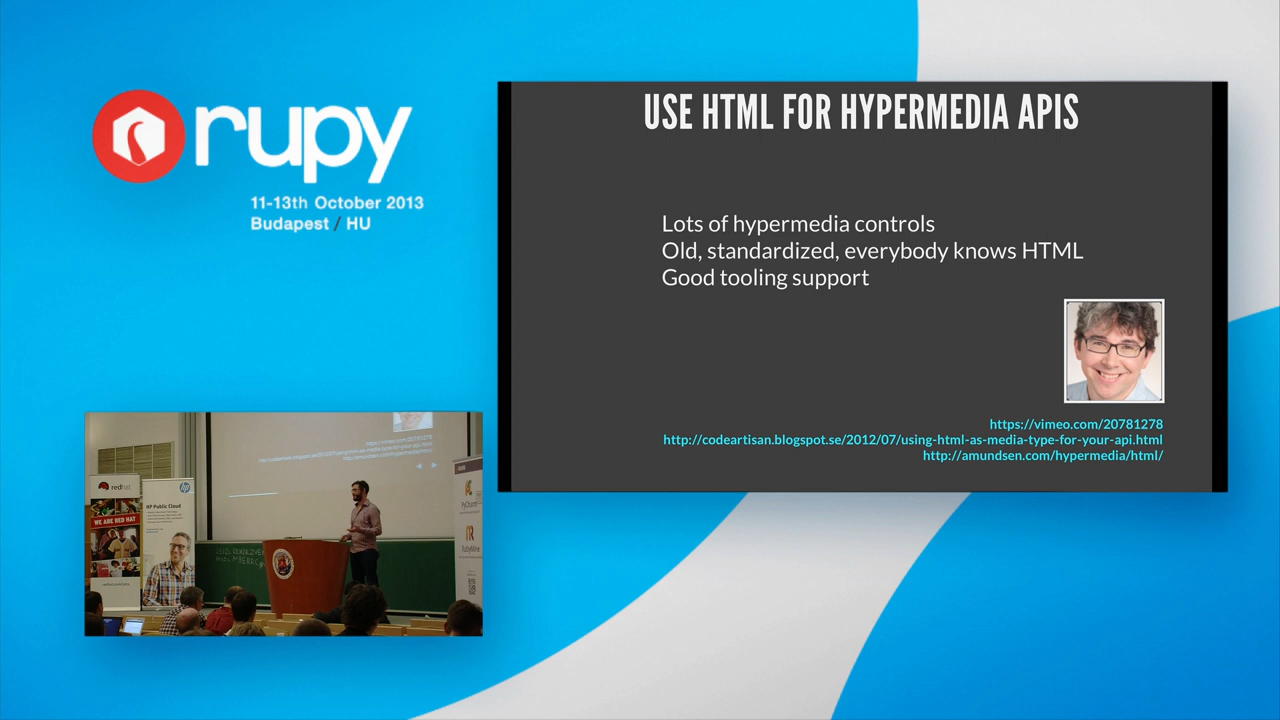 rupy
11-13th October 2013
Budapest / HU
USE HTML FOR HYPERMEDIA APIS
Lots of hypermedia controls
Old, standardized, everybody knows HTML
Good tooling support
https://vimeo.com/20781278
http://codeartisan.blogspot.se/2012/07/using-html-as-media-type-for-your-api.html
http://amundsen.com/hypermedia/html/
redhat
WE ARE RED HAT
hp
HP Public Cloud
PyCharm
RubyMine